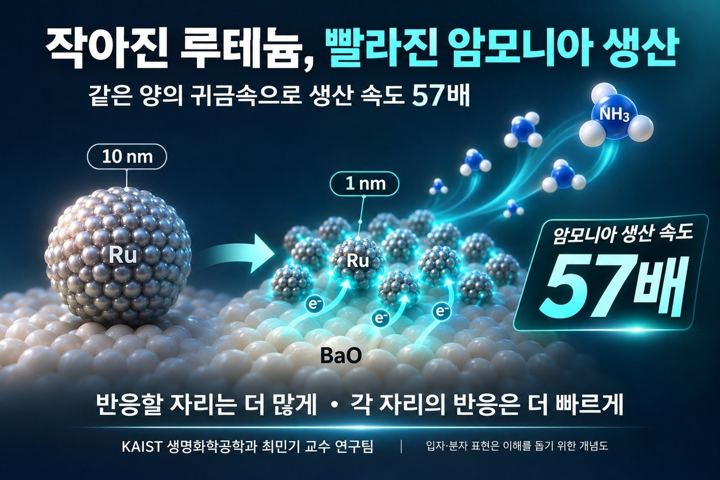 작아진 루테늄, 빨라진 암모니아 생산
같은 양의 귀금속으로 생산 속도 57배
10 nm
Ru
1 nm
Ru
NH₃
e⁻
e⁻
e⁻
BaO
암모니아 생산 속도
57배
반응할 자리는 더 많게 • 각 자리의 반응은 더 빠르게
KAIST 생명화학공학과 최민기 교수 연구팀 | 입자·분자 표현은 이해를 돕기 위한 개념도